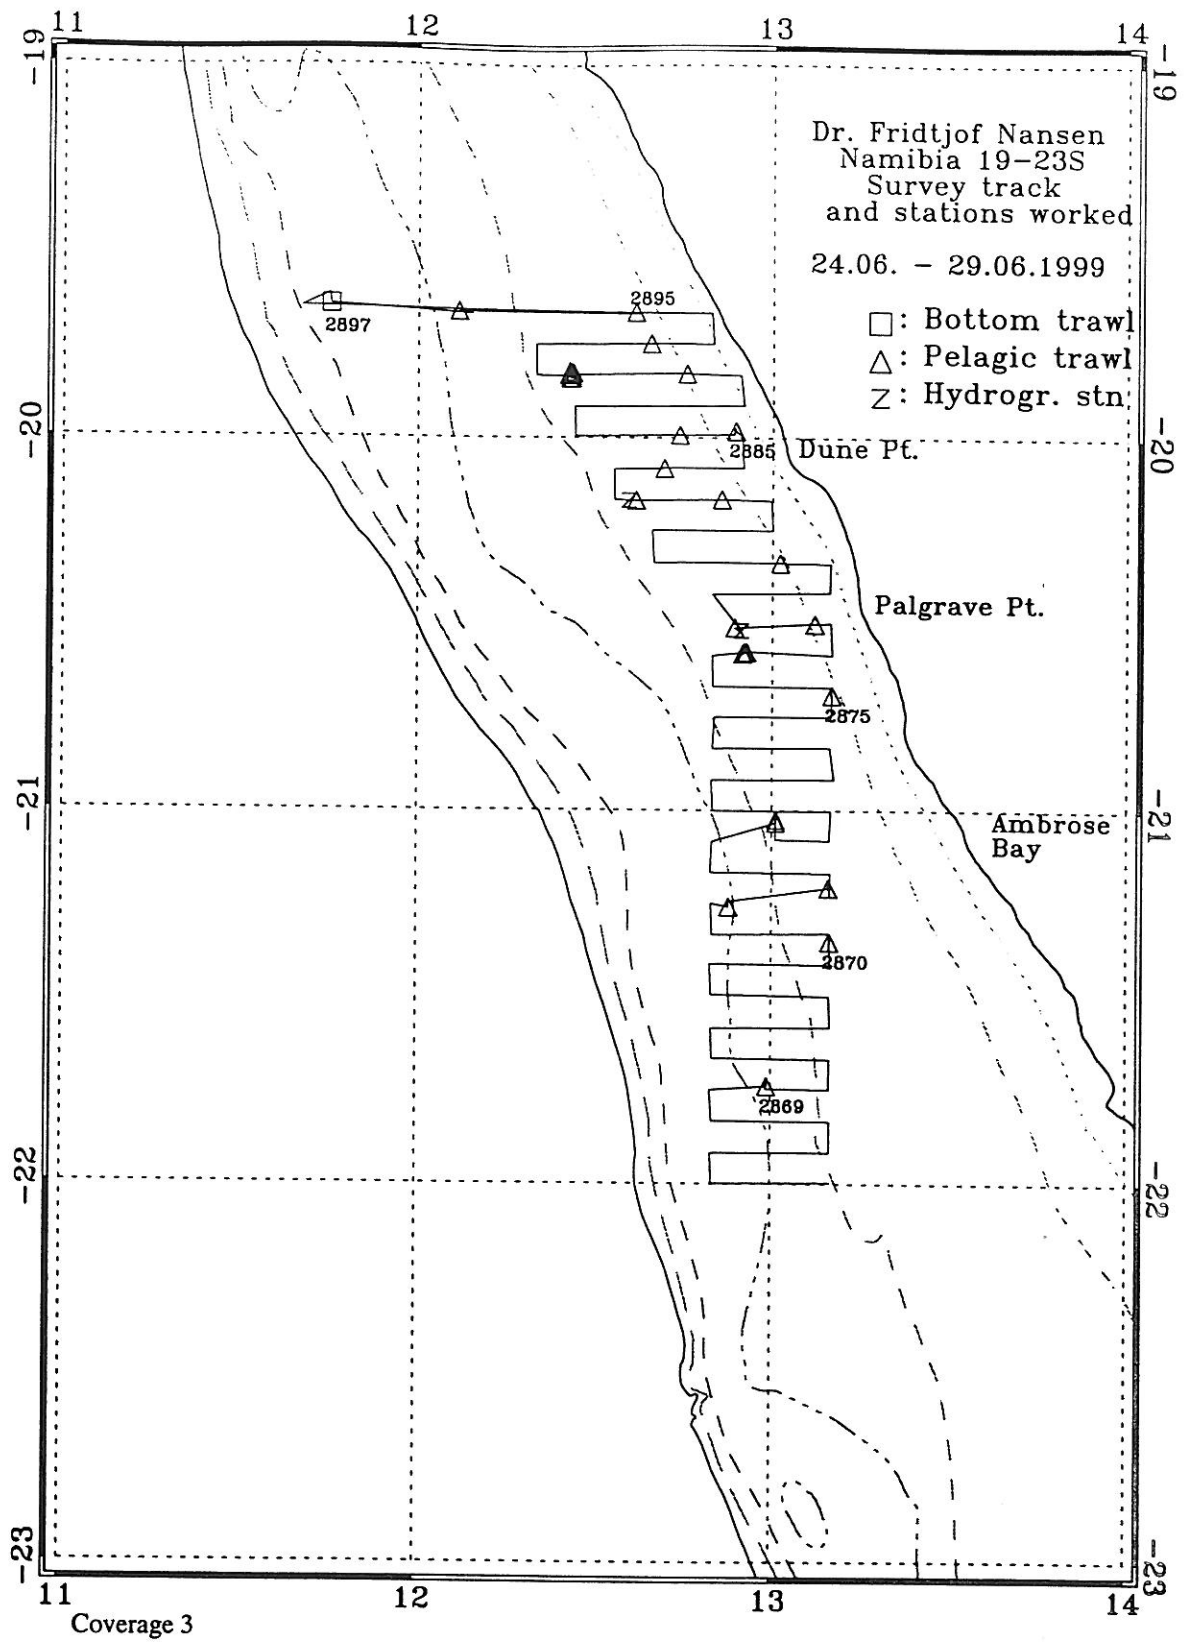 11 12 13 14
-19 -19
Dr. Fridtjof Nansen
Namibia 19-23S
Survey track
and stations worked
24.06. - 29.06.1999
2895
2897
□: Bottom trawl
△: Pelagic trawl
Z: Hydrogr. stn
-20 -20
2885 Dune Pt.
Palgrave Pt.
2875
-21 -21
Ambrose
Bay
2870
2869
-22 -22
-23 -23
11 12 13 14
Coverage 3